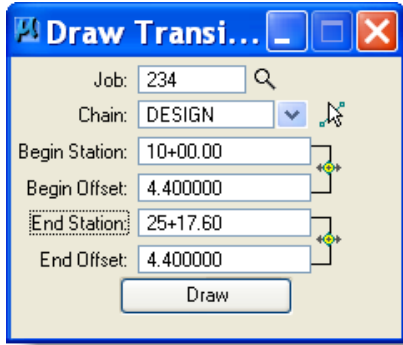 Draw Transi...
Job: 234
Chain: DESIGN
Begin Station: 10+00.00
Begin Offset: 4.400000
End Station: 25+17.60
End Offset: 4.400000
Draw